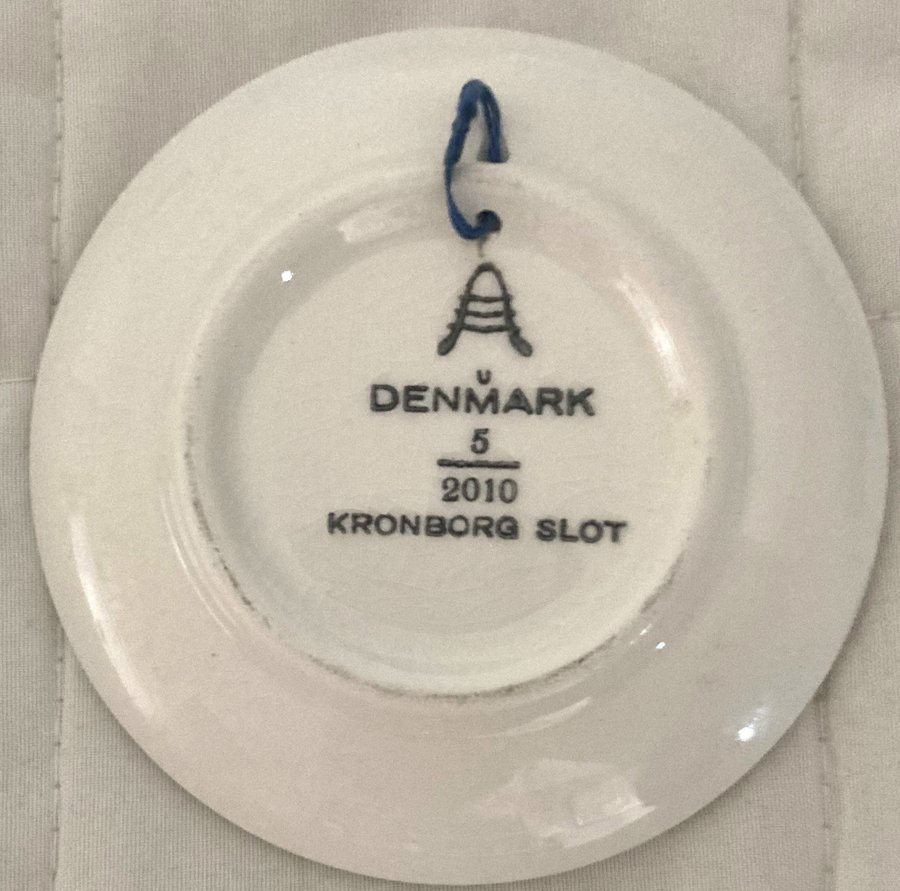 U
DENMARK
5
2010
KRONBORG SLOT